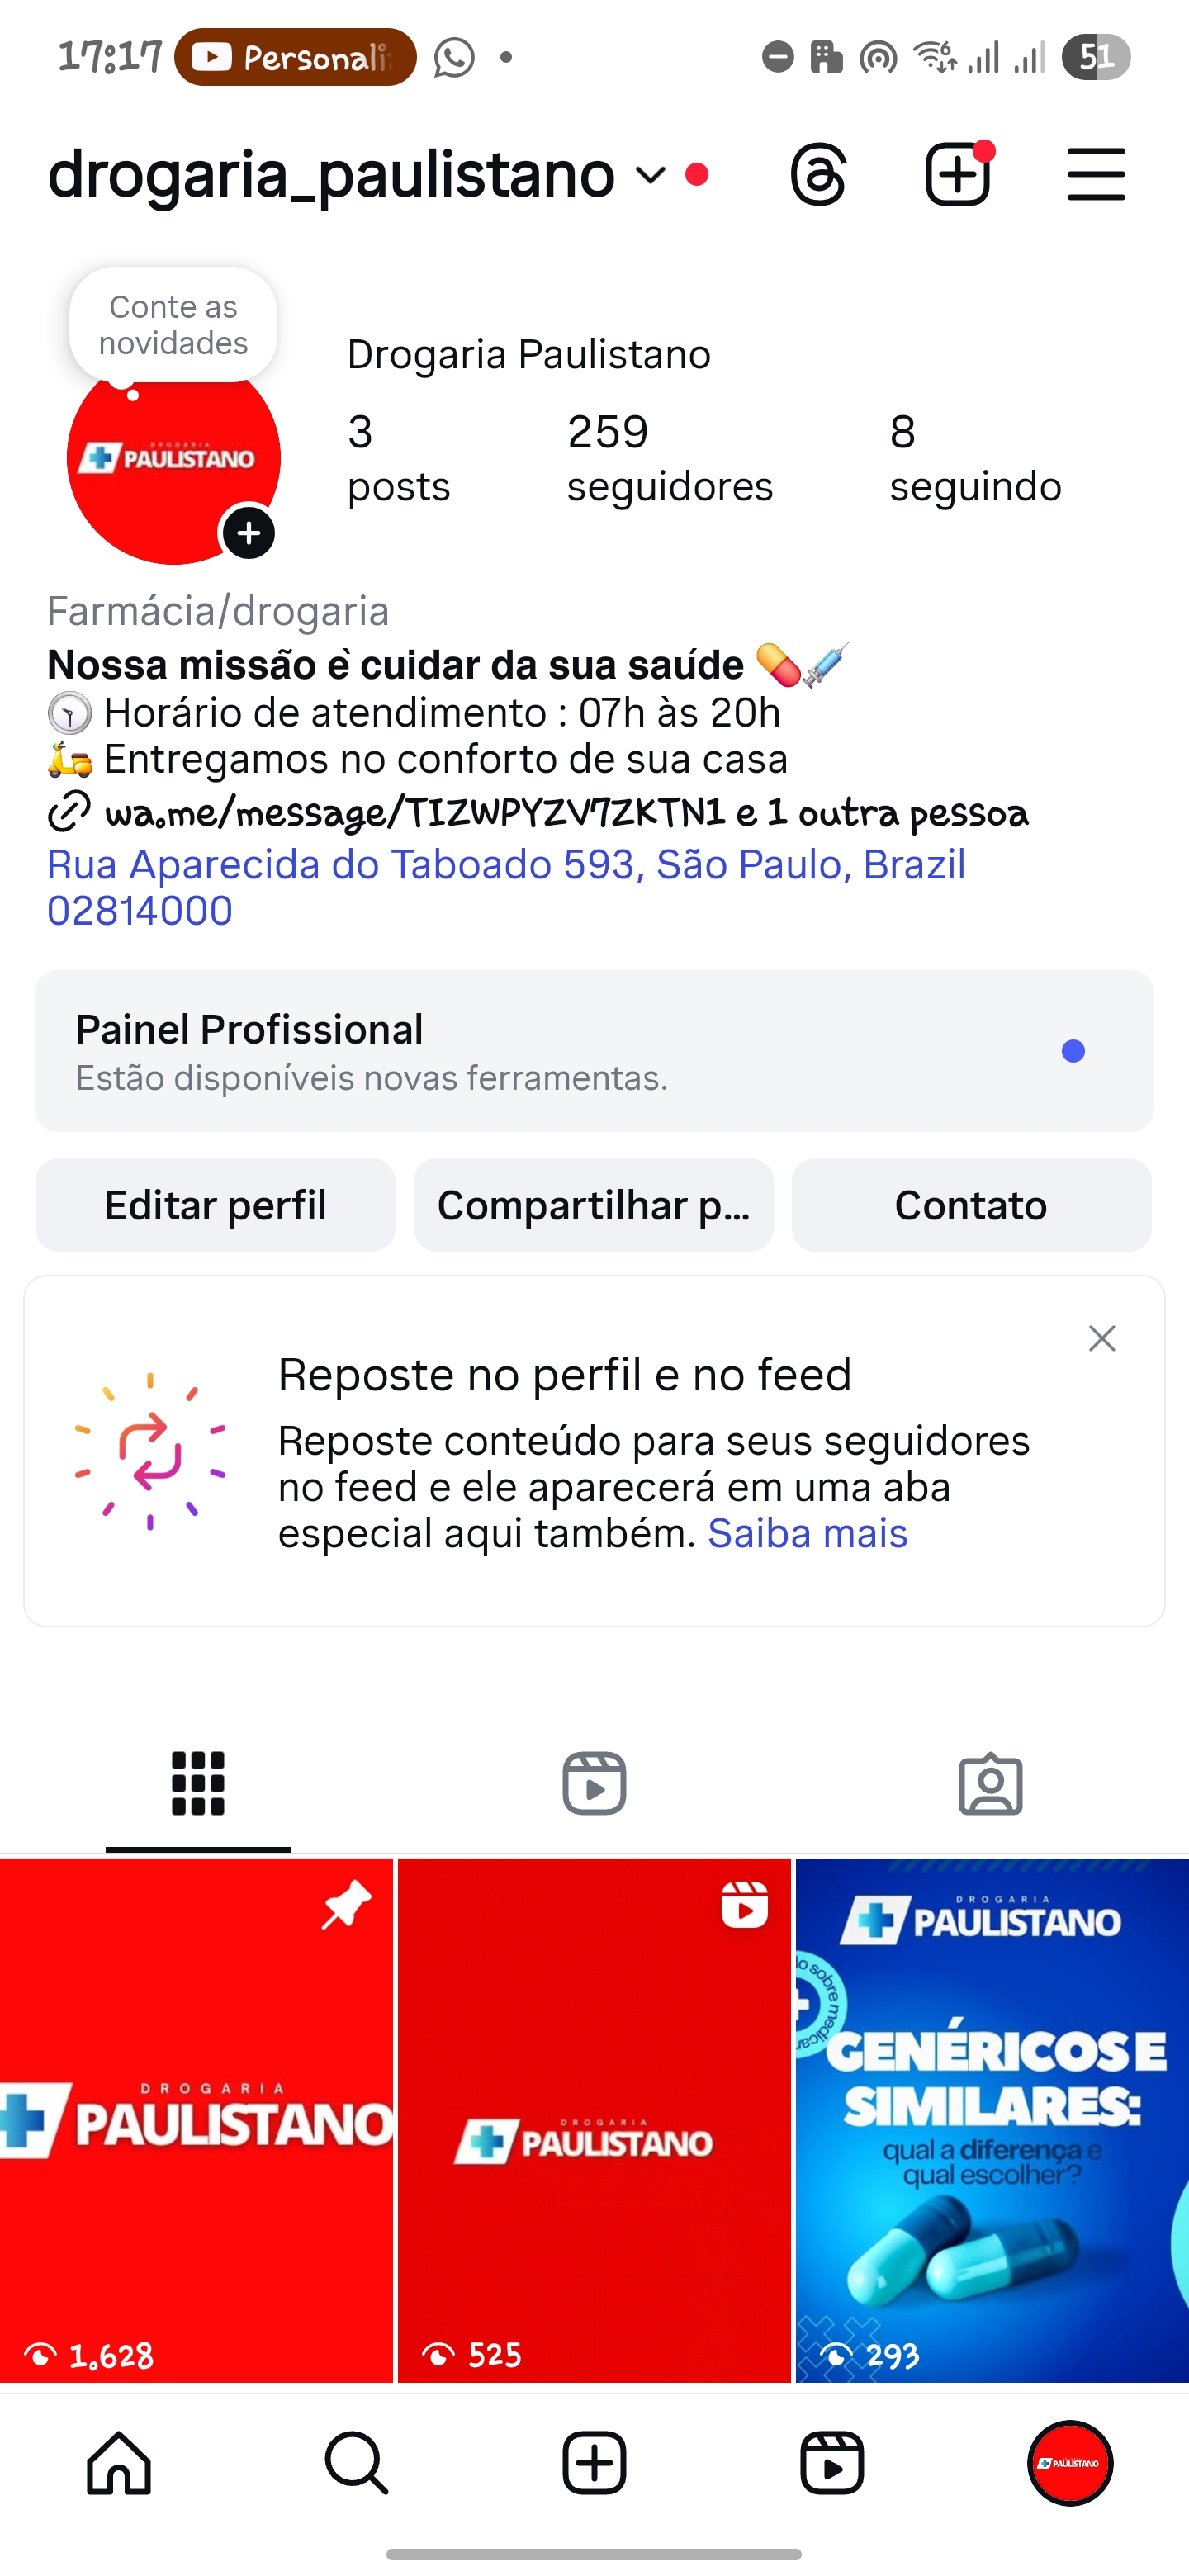 17:17 Personali 51
drogaria_paulistano
Conte as
novidades
Drogaria Paulistano
3 259 8
posts seguidores seguindo
DROGARIA
PAULISTANO
Farmácia/drogaria
Nossa missão è cuidar da sua saúde 💊💉
🕓 Horário de atendimento : 07h às 20h
🛵 Entregamos no conforto de sua casa
wa.me/message/TIZWPYZV7ZKTN1 e 1 outra pessoa
Rua Aparecida do Taboado 593, São Paulo, Brazil
02814000
Painel Profissional
Estão disponíveis novas ferramentas.
Editar perfil Compartilhar p... Contato
Reposte no perfil e no feed
Reposte conteúdo para seus seguidores
no feed e ele aparecerá em uma aba
especial aqui também. Saiba mais
DROGARIA
PAULISTANO
1.628
DROGARIA
PAULISTANO
525
DROGARIA
PAULISTANO
sobre
GENÉRICOS E
SIMILARES:
qual a diferença e
qual escolher?
293
PAULISTANO